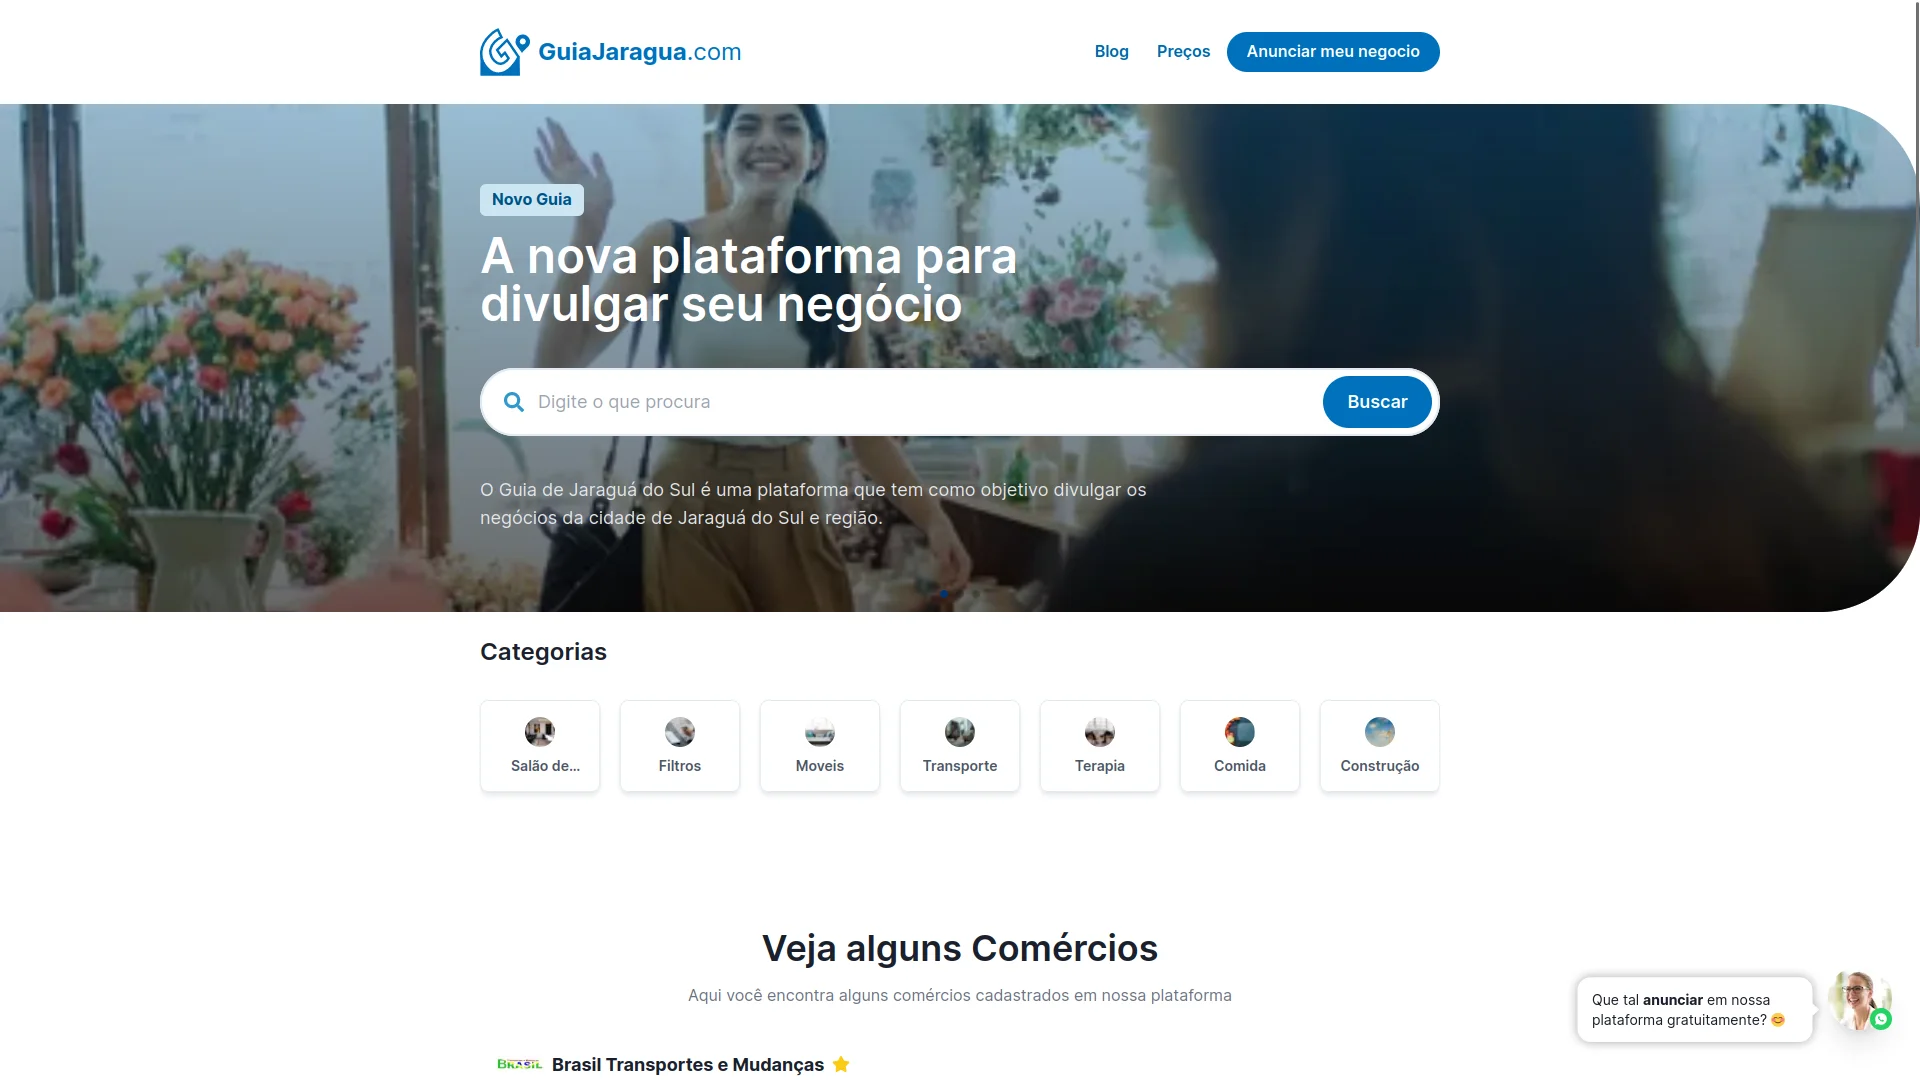 GuiaJaragua.com
Blog
Preços
Anunciar meu negocio
Novo Guia
A nova plataforma para
divulgar seu negócio
Digite o que procura
Buscar
O Guia de Jaraguá do Sul é uma plataforma que tem como objetivo divulgar os
negócios da cidade de Jaraguá do Sul e região.
Categorias
Salão de...
Filtros
Moveis
Transporte
Terapia
Comida
Construção
Veja alguns Comércios
Aqui você encontra alguns comércios cadastrados em nossa plataforma
Que tal anunciar em nossa
plataforma gratuitamente? 😊
BRASIL
Brasil Transportes e Mudanças